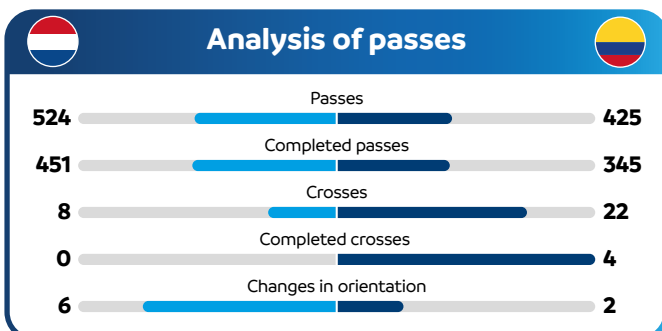 Analysis of passes
Passes
524 425
Completed passes
451 345
Crosses
8 22
Completed crosses
0 4
Changes in orientation
6 2